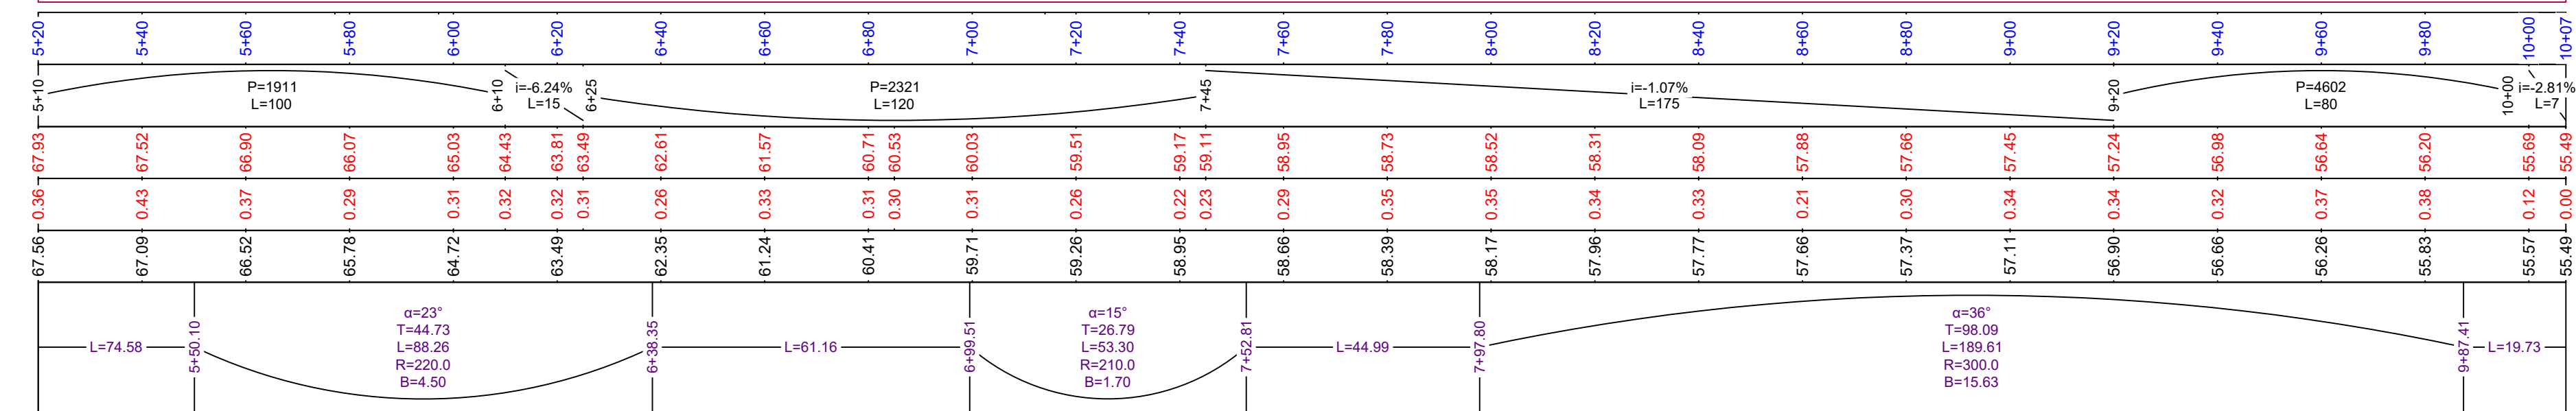 5+20 5+40 5+60 5+80 6+00 6+20 6+40 6+60 6+80 7+00 7+20 7+40 7+60 7+80 8+00 8+20 8+40 8+60 8+80 9+00 9+20 9+40 9+60 9+80 10+00 10+07
5+10
P=1911
L=100
6+10
i=-6.24%
L=15
6+25
P=2321
L=120
7+45
i=-1.07%
L=175
9+20
P=4602
L=80
10+00
i=-2.81%
L=7
67.93 67.52 66.90 66.07 65.03 64.43 63.81 63.49 62.61 61.57 60.71 60.53 60.03 59.51 59.17 59.11 58.95 58.73 58.52 58.31 58.09 57.88 57.66 57.45 57.24 56.98 56.64 56.20 55.69 55.49
0.36 0.43 0.37 0.29 0.31 0.32 0.32 0.31 0.26 0.33 0.31 0.30 0.31 0.26 0.22 0.23 0.29 0.35 0.35 0.34 0.33 0.21 0.30 0.34 0.34 0.32 0.37 0.38 0.12 0.00
67.56 67.09 66.52 65.78 64.72 63.49 62.35 61.24 60.41 59.71 59.26 58.95 58.66 58.39 58.17 57.96 57.77 57.66 57.37 57.11 56.90 56.66 56.26 55.83 55.57 55.49
L=74.58
5+50.10
α=23°
T=44.73
L=88.26
R=220.0
B=4.50
6+38.35
L=61.16
6+99.51
α=15°
T=26.79
L=53.30
R=210.0
B=1.70
7+52.81
L=44.99
7+97.80
α=36°
T=98.09
L=189.61
R=300.0
B=15.63
9+87.41
L=19.73